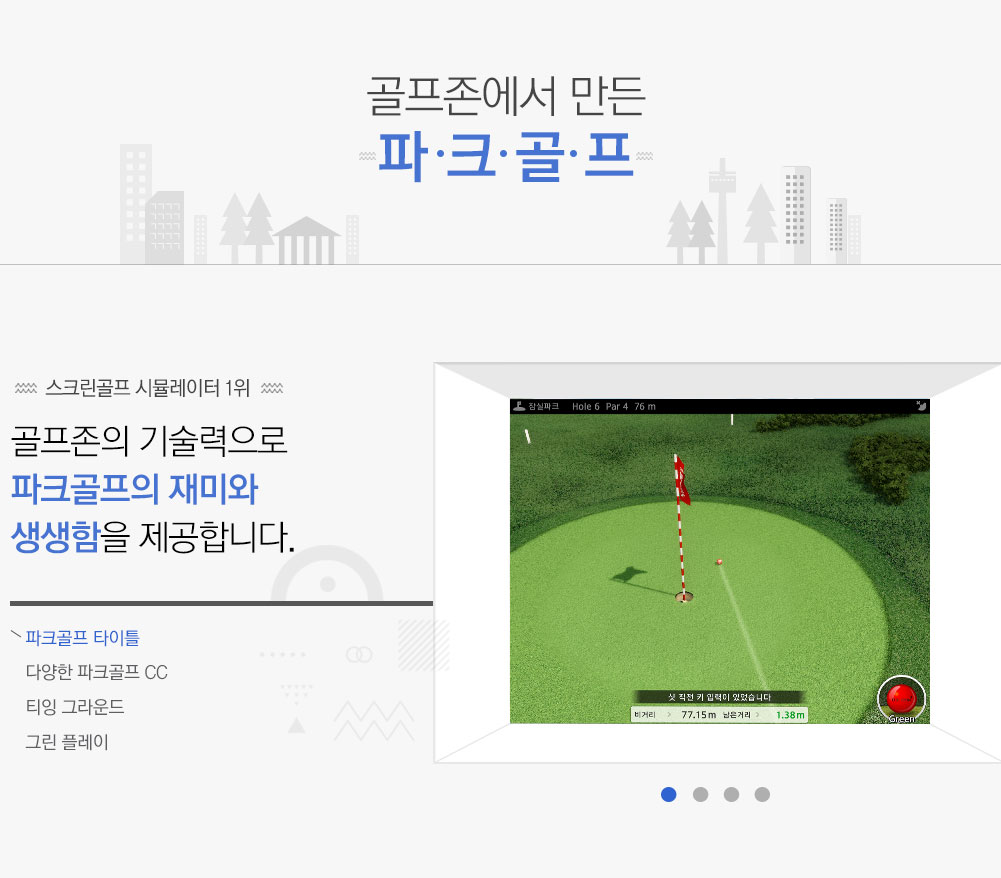 골프존에서 만든
파·크·골·프
스크린골프 시뮬레이터 1위
골프존의 기술력으로
파크골프의 재미와
생생함을 제공합니다.
파크골프 타이틀
다양한 파크골프 CC
티잉 그라운드
그린 플레이
잠실파크 Hole 6 Par 4 76 m
샷 직전 키 입력이 있었습니다
비거리 77.15m 남은거리 1.38m
Green